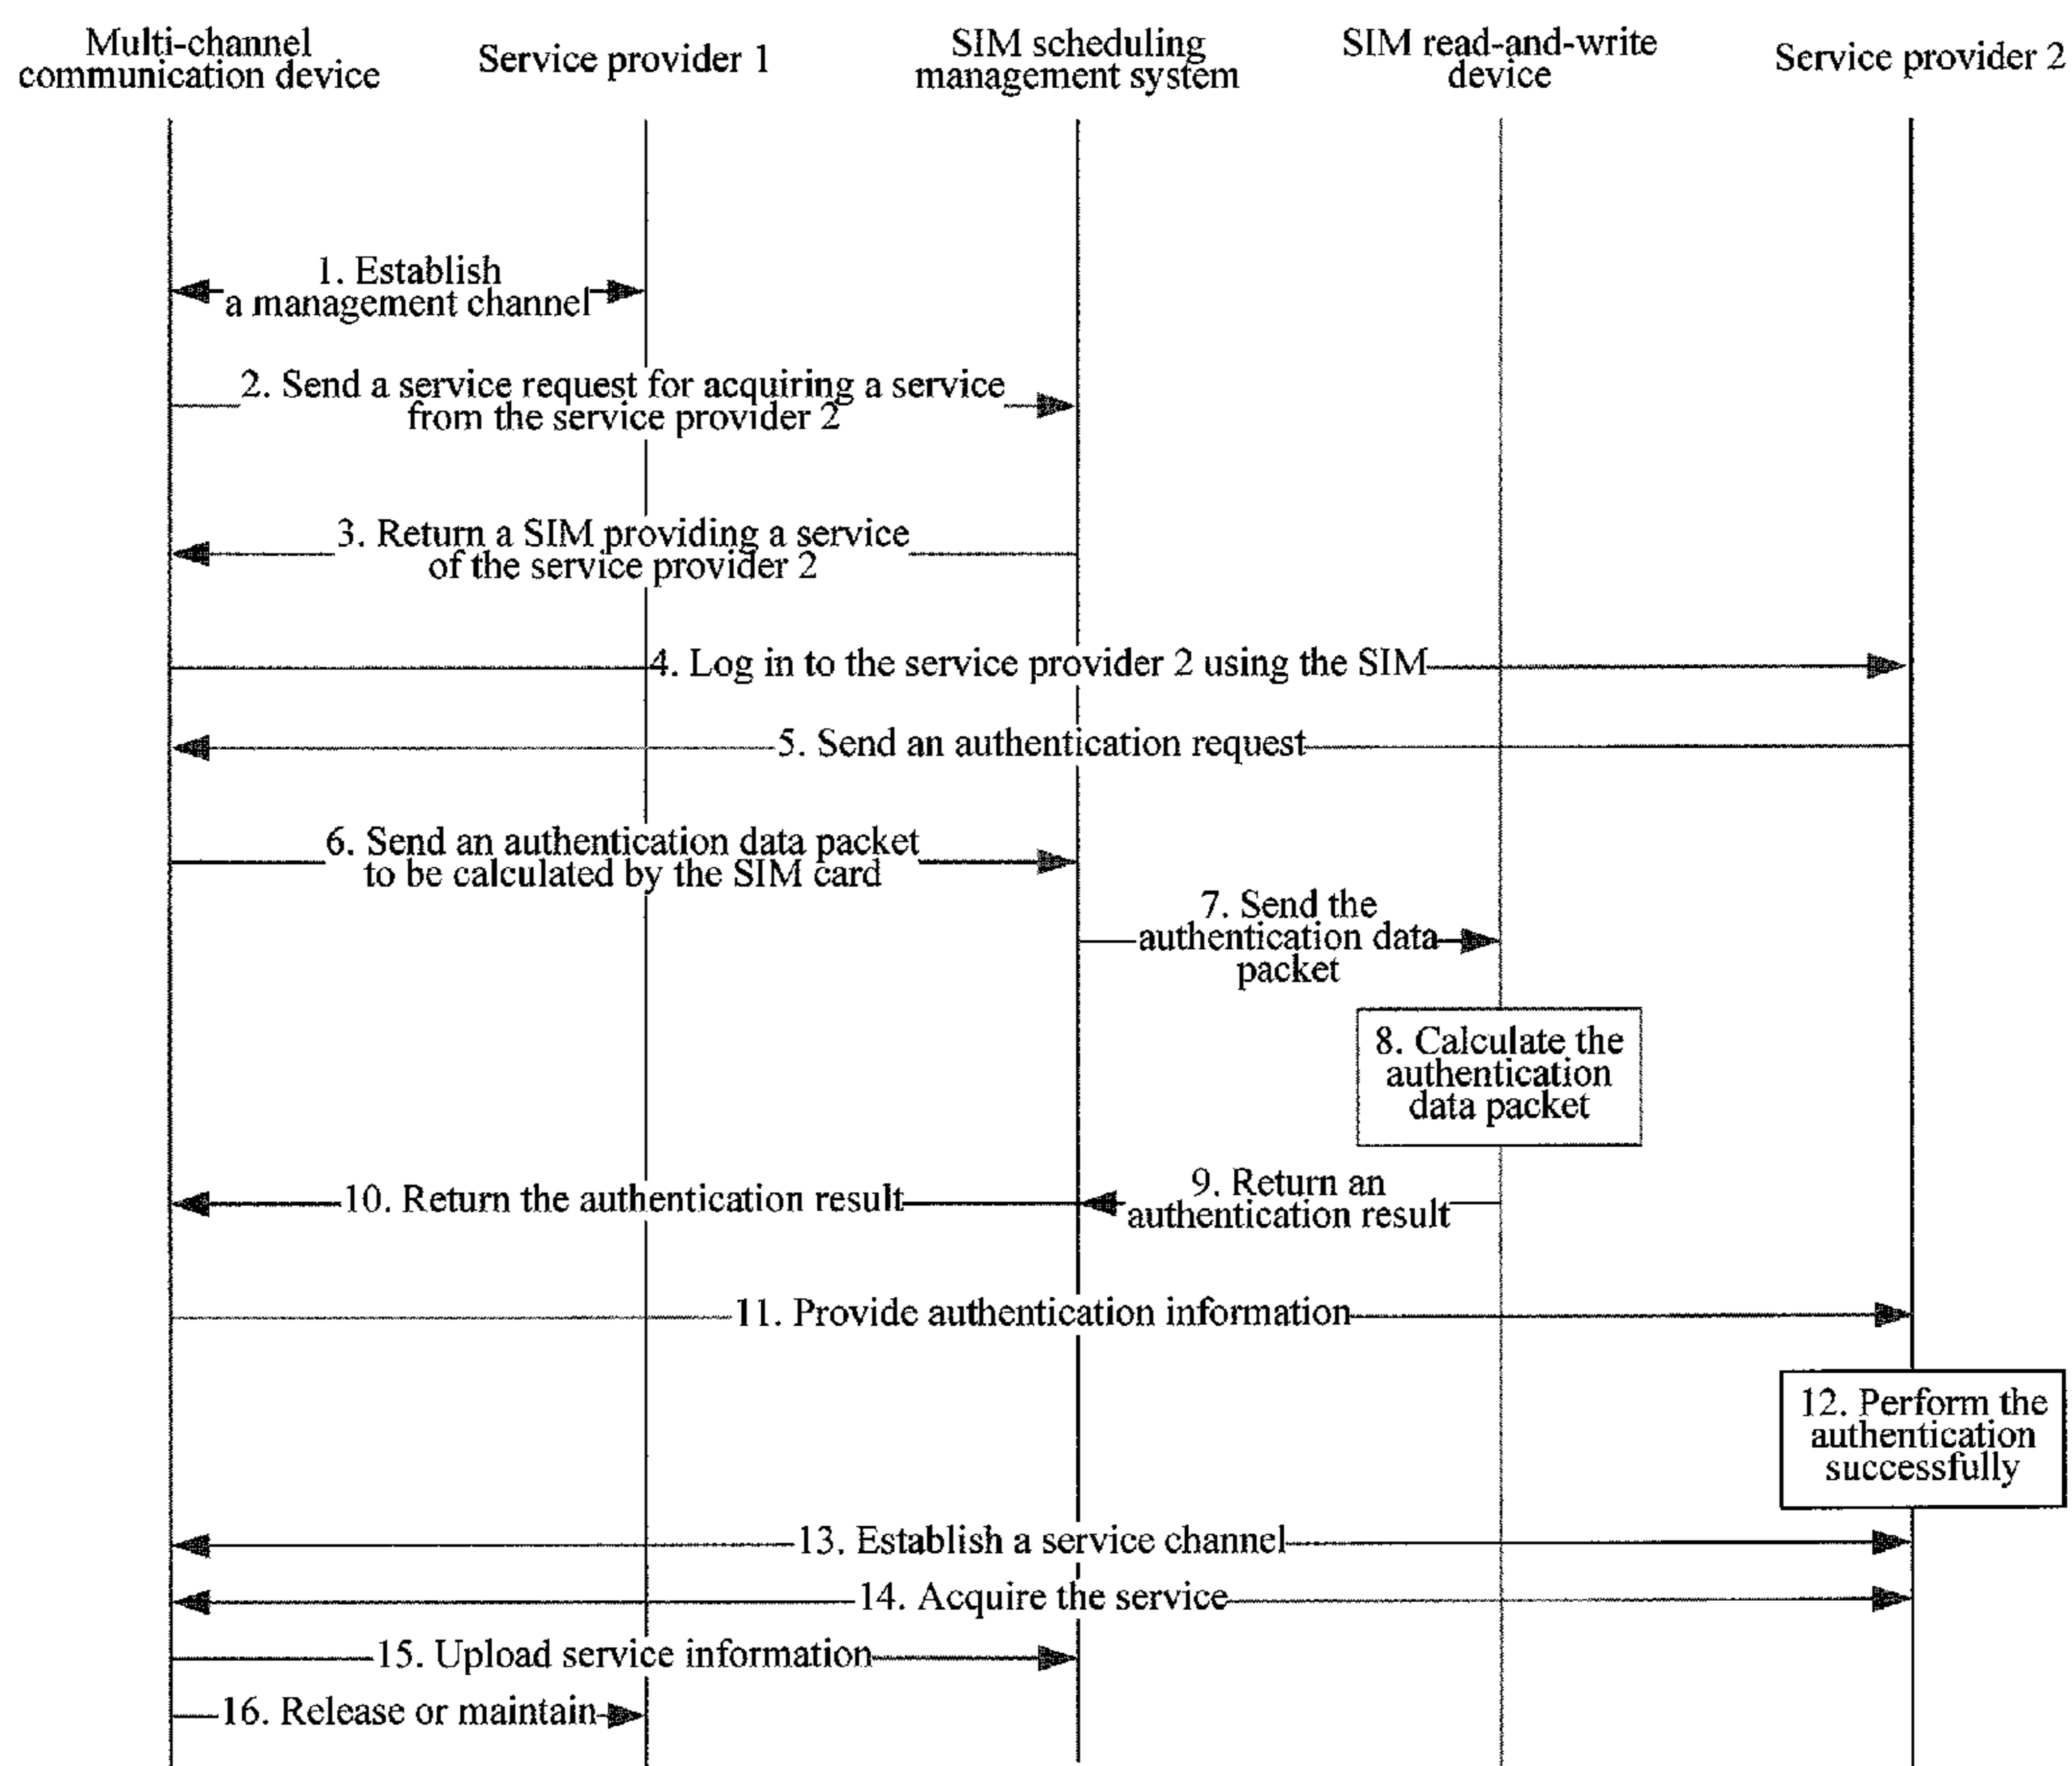 Multi-channel
communication device
Service provider 1
SIM scheduling
management system
SIM read-and-write
device
Service provider 2
1. Establish
a management channel
2. Send a service request for acquiring a service
from the service provider 2
3. Return a SIM providing a service
of the service provider 2
4. Log in to the service provider 2 using the SIM
5. Send an authentication request
6. Send an authentication data packet
to be calculated by the SIM card
7. Send the
authentication data
packet
8. Calculate the
authentication
data packet
9. Return an
authentication result
10. Return the authentication result
11. Provide authentication information
12. Perform the
authentication
successfully
13. Establish a service channel
14. Acquire the service
15. Upload service information
16. Release or maintain